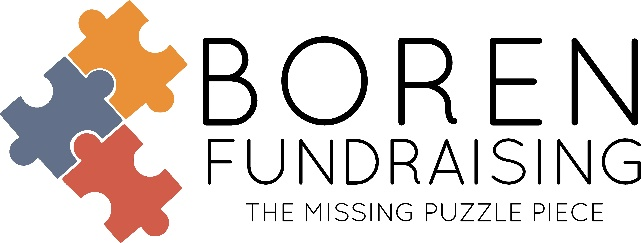 BOREN
FUNDRAISING
THE MISSING PUZZLE PIECE